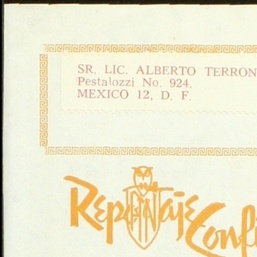 SR. LIC. ALBERTO TERRON
Pestalozzi No. 924.
MEXICO 12, D. F.
Reportaje Confi